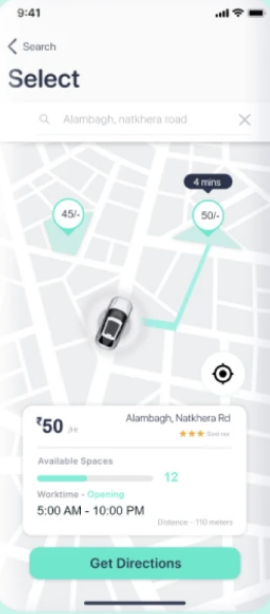 9:41
Search
Select
Alambagh, natkhera road
4 mins
45/-
50/-
₹50 /Hr
Alambagh, Natkhera Rd
Available Spaces
12
Worktime - Opening
5:00 AM - 10:00 PM
Distance - 110 meters
Get Directions